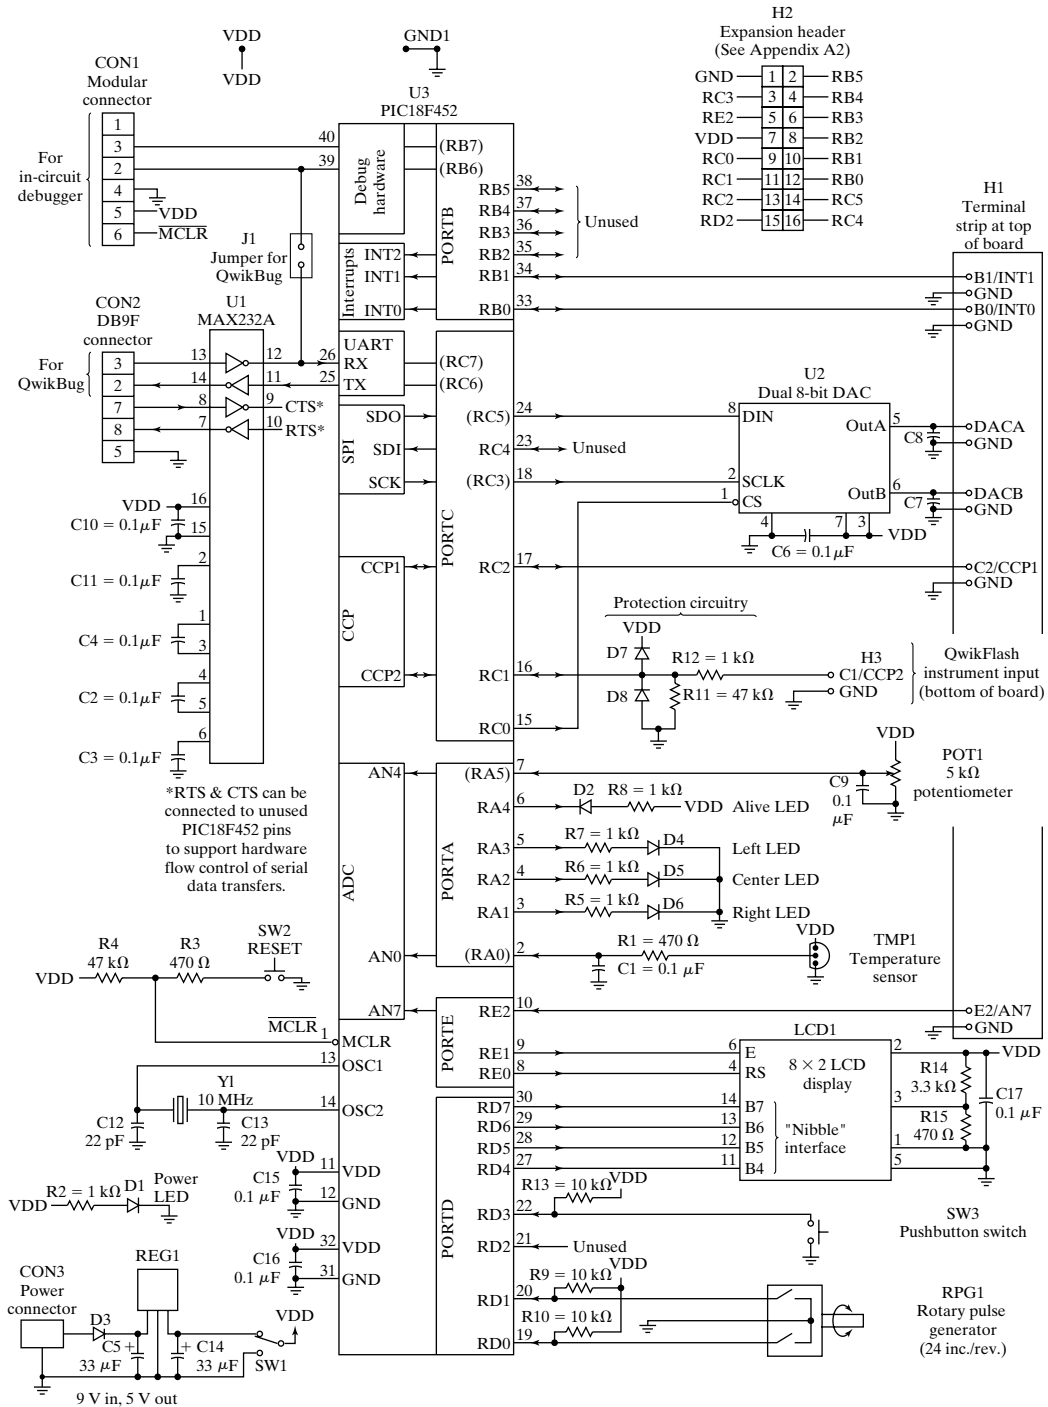 VDD
VDD
GND1
H2
Expansion header
(See Appendix A2)
GND 1 2 RB5
RC3 3 4 RB4
RE2 5 6 RB3
VDD 7 8 RB2
RC0 9 10 RB1
RC1 11 12 RB0
RC2 13 14 RC5
RD2 15 16 RC4
CON1
Modular
connector
1
3
2
4
5 VDD
6 MCLR
For
in-circuit
debugger
J1
Jumper for
QwikBug
U3
PIC18F452
40
39
Debug
hardware
(RB7)
(RB6)
RB5 38
RB4 37
RB3 36
RB2 35
RB1 34
RB0 33
Unused
PORTB
Interrupts
INT2
INT1
INT0
H1
Terminal
strip at top
of board
B1/INT1
GND
B0/INT0
GND
CON2
DB9F
connector
For
QwikBug
3
2
7
8
5
U1
MAX232A
13 12
14 11
8 9 CTS*
7 10 RTS*
26
25
UART
RX
TX
(RC7)
(RC6)
SPI
SDO
SDI
SCK
(RC5) 24
RC4 23 Unused
(RC3) 18
PORTC
U2
Dual 8-bit DAC
8 DIN
2 SCLK
1 CS
OutA 5
OutB 6
4 7 3
VDD
C6 = 0.1μF
C8
C7
DACA
GND
DACB
GND
VDD 16
C10 = 0.1μF
15
2
C11 = 0.1μF
1
C4 = 0.1μF
3
4
C2 = 0.1μF
5
6
C3 = 0.1μF
*RTS & CTS can be
connected to unused
PIC18F452 pins
to support hardware
flow control of serial
data transfers.
CCP
CCP1
CCP2
RC2 17
C2/CCP1
GND
Protection circuitry
VDD
D7
D8
R12 = 1 kΩ
R11 = 47 kΩ
RC1 16
RC0 15
H3
C1/CCP2
GND
QwikFlash
instrument input
(bottom of board)
ADC
AN4
AN0
AN7
PORTA
(RA5) 7
RA4 6
RA3 5
RA2 4
RA1 3
(RA0) 2
VDD
POT1
5 kΩ
potentiometer
C9
0.1
μF
D2 R8 = 1 kΩ VDD Alive LED
R7 = 1 kΩ D4 Left LED
R6 = 1 kΩ D5 Center LED
R5 = 1 kΩ D6 Right LED
R1 = 470 Ω
C1 = 0.1 μF
VDD
TMP1
Temperature
sensor
SW2
RESET
R4
47 kΩ
R3
470 Ω
VDD
MCLR
1 MCLR
13 OSC1
14 OSC2
Y1
10 MHz
C12
22 pF
C13
22 pF
PORTE
RE2 10
RE1 9
RE0 8
E2/AN7
GND
LCD1
8 × 2 LCD
display
6 E
4 RS
14 B7
13 B6
12 B5
11 B4
"Nibble"
interface
2
3
1
5
VDD
R14
3.3 kΩ
R15
470 Ω
C17
0.1 μF
PORTD
RD7 30
RD6 29
RD5 28
RD4 27
RD3 22
RD2 21 Unused
RD1 20
RD0 19
R13 = 10 kΩ VDD
R9 = 10 kΩ VDD
R10 = 10 kΩ
SW3
Pushbutton switch
RPG1
Rotary pulse
generator
(24 inc./rev.)
VDD
C15
0.1 μF
11 VDD
12 GND
VDD
C16
0.1 μF
32 VDD
31 GND
VDD
R2 = 1 kΩ
D1
Power
LED
CON3
Power
connector
REG1
D3
C5 +
33 μF
+ C14
33 μF
VDD
SW1
9 V in, 5 V out